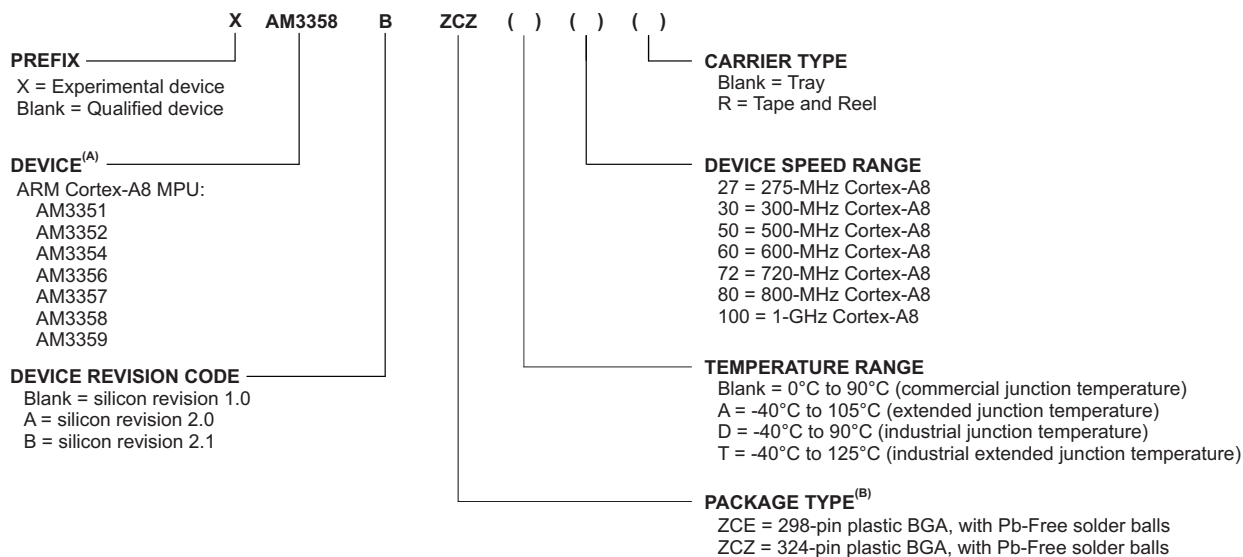 X AM3358 B ZCZ ( ) ( ) ( )
PREFIX
X = Experimental device
Blank = Qualified device
DEVICE(A)
ARM Cortex-A8 MPU:
AM3351
AM3352
AM3354
AM3356
AM3357
AM3358
AM3359
DEVICE REVISION CODE
Blank = silicon revision 1.0
A = silicon revision 2.0
B = silicon revision 2.1
CARRIER TYPE
Blank = Tray
R = Tape and Reel
DEVICE SPEED RANGE
27 = 275-MHz Cortex-A8
30 = 300-MHz Cortex-A8
50 = 500-MHz Cortex-A8
60 = 600-MHz Cortex-A8
72 = 720-MHz Cortex-A8
80 = 800-MHz Cortex-A8
100 = 1-GHz Cortex-A8
TEMPERATURE RANGE
Blank = 0°C to 90°C (commercial junction temperature)
A = -40°C to 105°C (extended junction temperature)
D = -40°C to 90°C (industrial junction temperature)
T = -40°C to 125°C (industrial extended junction temperature)
PACKAGE TYPE(B)
ZCE = 298-pin plastic BGA, with Pb-Free solder balls
ZCZ = 324-pin plastic BGA, with Pb-Free solder balls